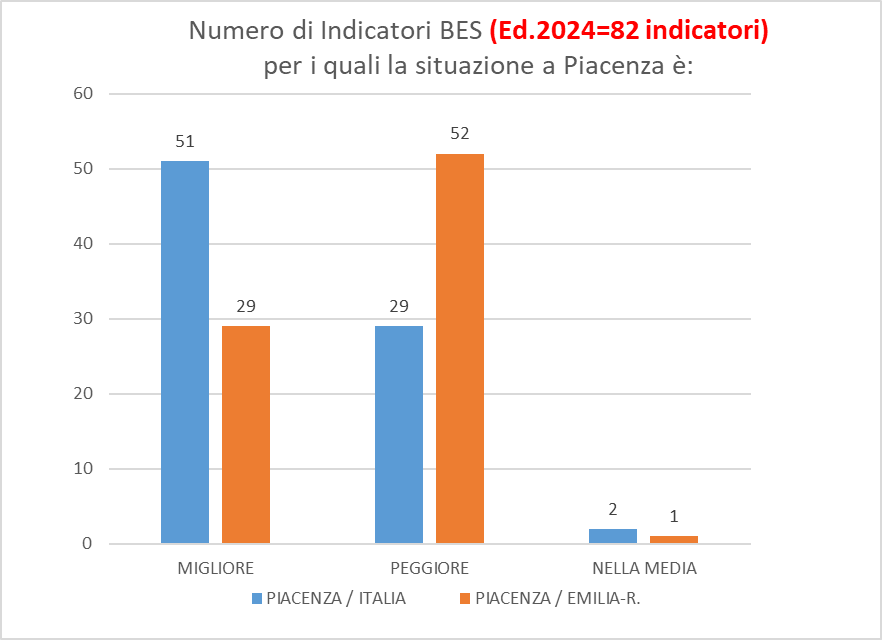 Numero di Indicatori BES (Ed.2024=82 indicatori)
per i quali la situazione a Piacenza è:
60
50
40
30
20
10
0
51
29
29
52
2
1
MIGLIORE
PEGGIORE
NELLA MEDIA
PIACENZA / ITALIA
PIACENZA / EMILIA-R.